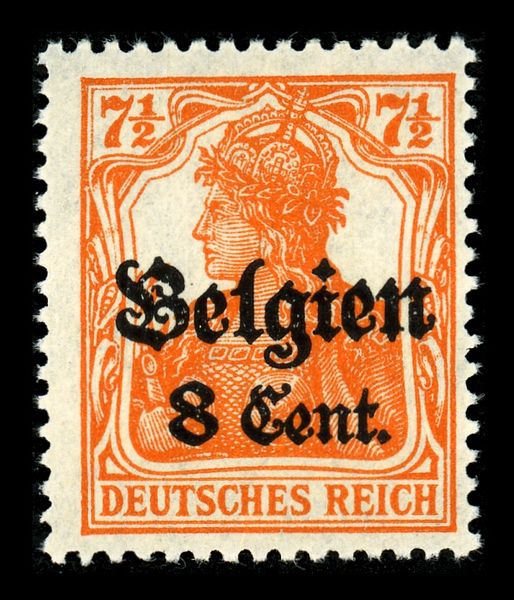 7½ 7½
Belgien
8 Cent.
DEUTSCHES REICH